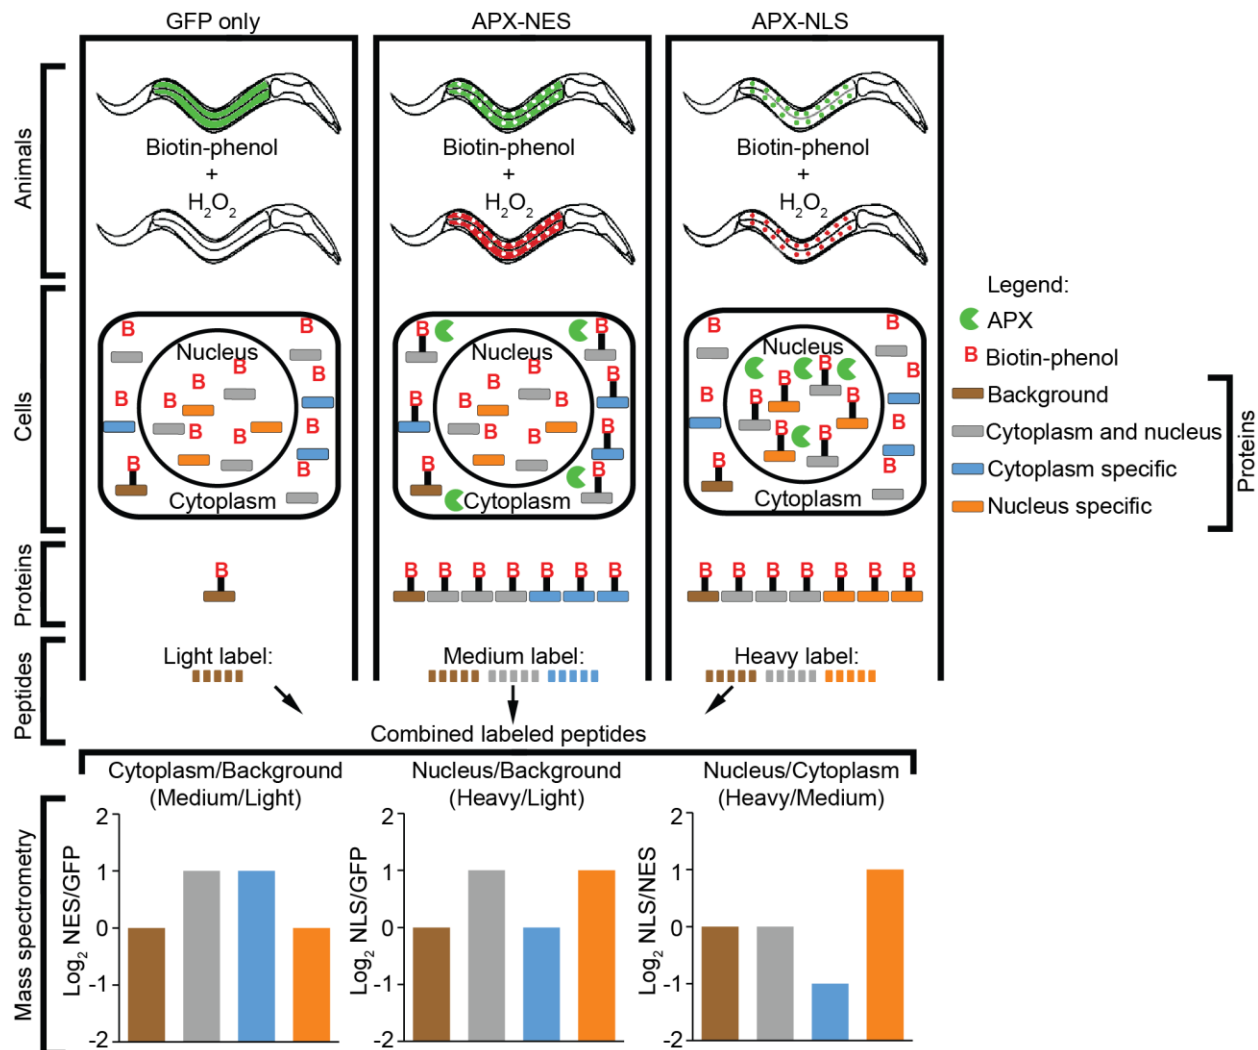 GFP only
APX-NES
APX-NLS
Animals
Biotin-phenol
+
H2O2
Biotin-phenol
+
H2O2
Biotin-phenol
+
H2O2
Cells
B
B
Nucleus
B
B
B
B
B
B
B
B
B
B
Cytoplasm
B
B
Nucleus
B
B
B
B
B
B
B
B
B
B
Cytoplasm
B
B
Nucleus
B
B
B
B
B
B
B
B
B
B
B
Cytoplasm
Legend:
APX
B Biotin-phenol
Background
Cytoplasm and nucleus
Cytoplasm specific
Nucleus specific
Proteins
Proteins
B
B B B B B B B
B B B B B B B
Peptides
Light label:
Medium label:
Heavy label:
Combined labeled peptides
Mass spectrometry
Cytoplasm/Background
(Medium/Light)
Log2 NES/GFP
2
1
0
-1
-2
Nucleus/Background
(Heavy/Light)
Log2 NLS/GFP
2
1
0
-1
-2
Nucleus/Cytoplasm
(Heavy/Medium)
Log2 NLS/NES
2
1
0
-1
-2